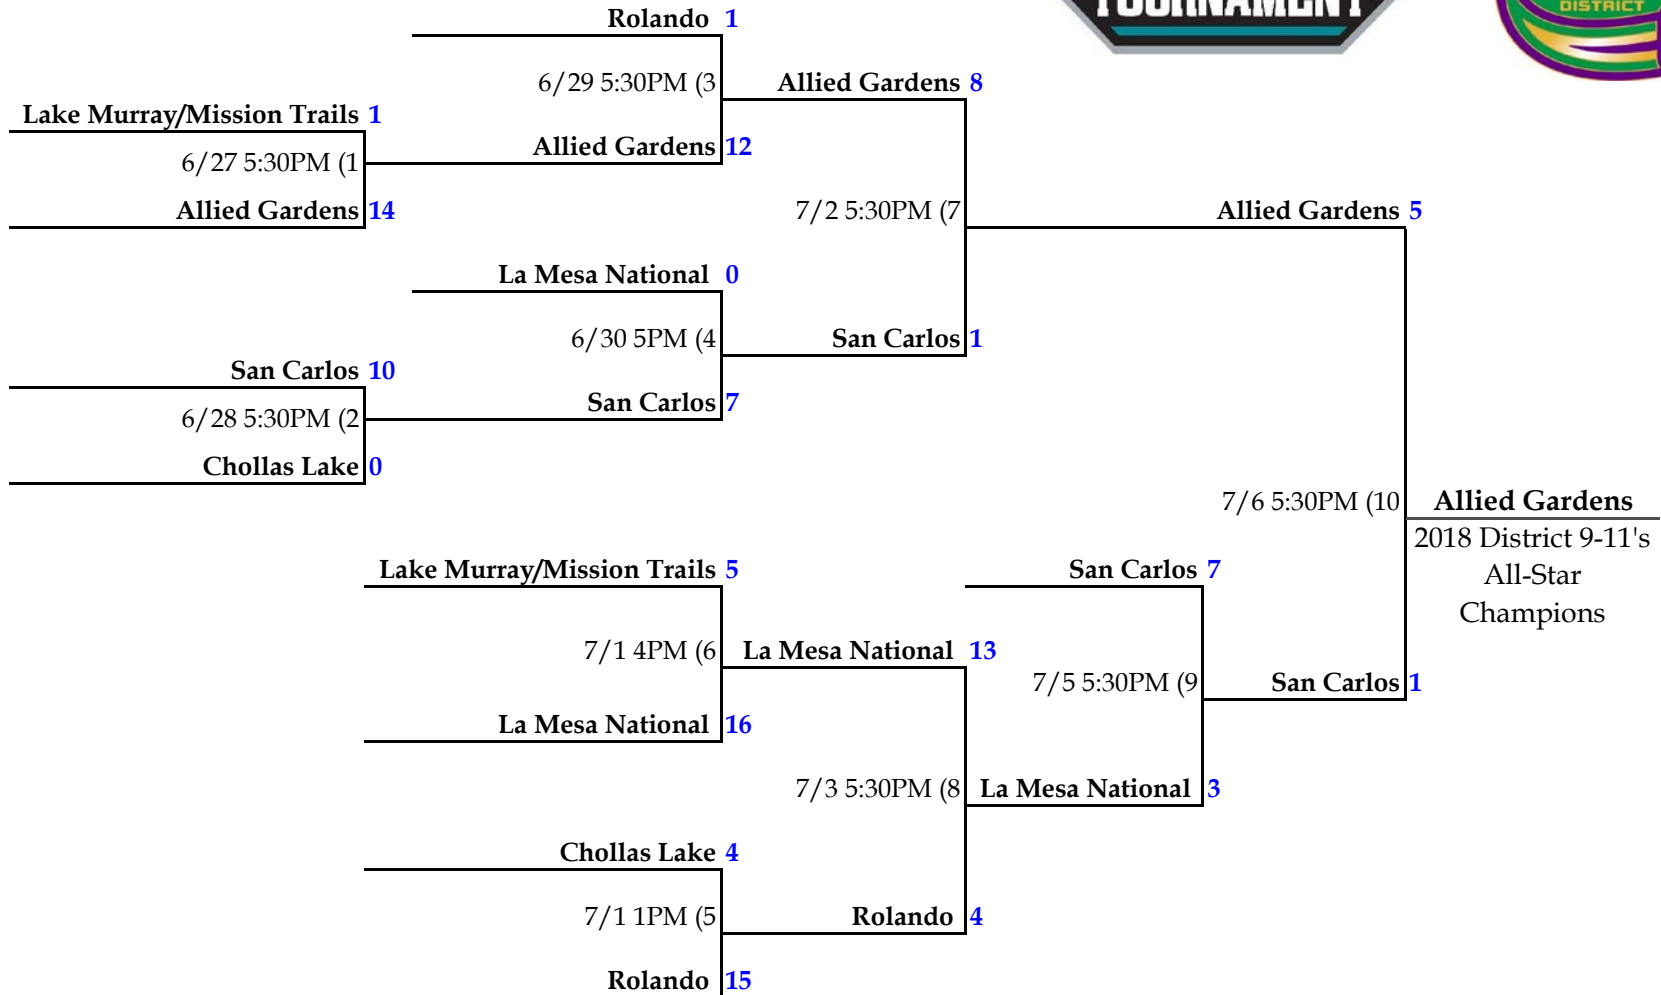 TOURNAMENT
DISTRICT
Rolando 1
6/29 5:30PM (3
Allied Gardens 8
Lake Murray/Mission Trails 1
Allied Gardens 12
6/27 5:30PM (1
Allied Gardens 14
7/2 5:30PM (7
Allied Gardens 5
La Mesa National 0
6/30 5PM (4
San Carlos 1
San Carlos 10
San Carlos 7
6/28 5:30PM (2
Chollas Lake 0
7/6 5:30PM (10
Allied Gardens
2018 District 9-11's
All-Star
Champions
Lake Murray/Mission Trails 5
San Carlos 7
7/1 4PM (6
La Mesa National 13
7/5 5:30PM (9
San Carlos 1
La Mesa National 16
7/3 5:30PM (8
La Mesa National 3
Chollas Lake 4
7/1 1PM (5
Rolando 4
Rolando 15